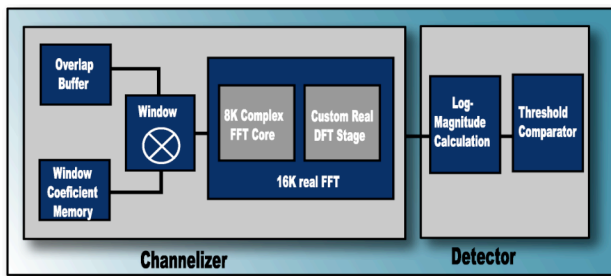 Overlap
Buffer
Window
Window
Coeficient
Memory
8K Complex
FFT Core
Custom Real
DFT Stage
16K real FFT
Channelizer
Log-
Magnitude
Calculation
Threshold
Comparator
Detector